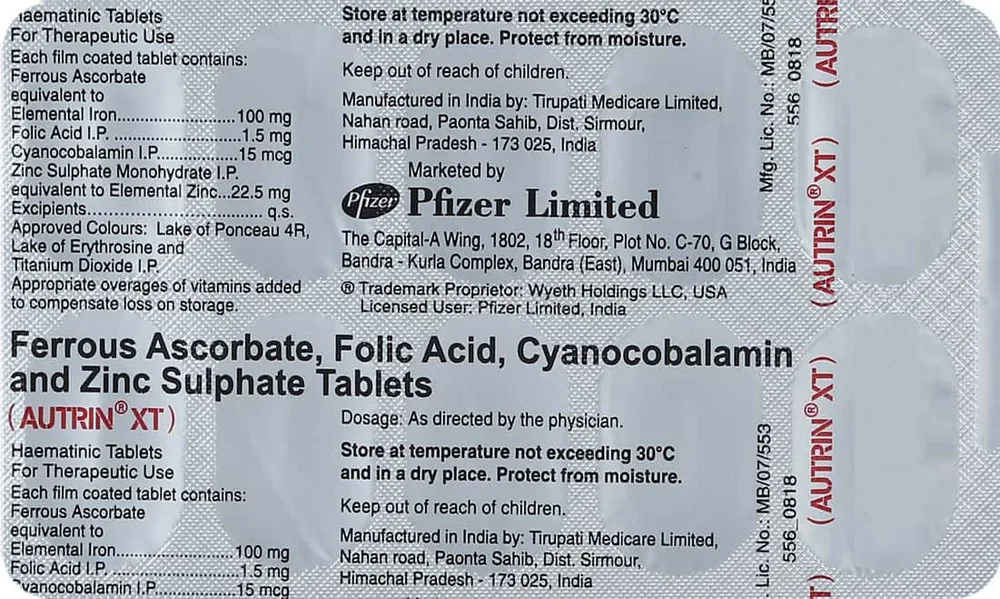 Haematinic Tablets
For Therapeutic Use
Each film coated tablet contains:
Ferrous Ascorbate
equivalent to
Elemental Iron....................100 mg
Folic Acid I.P. ......................1.5 mg
Cyanocobalamin I.P..............15 mcg
Zinc Sulphate Monohydrate I.P.
equivalent to Elemental Zinc...22.5 mg
Excipients............................... q.s.
Approved Colours: Lake of Ponceau 4R,
Lake of Erythrosine and
Titanium Dioxide I.P.
Appropriate overages of vitamins added
to compensate loss on storage.
Store at temperature not exceeding 30°C
and in a dry place. Protect from moisture.
Keep out of reach of children.
Manufactured in India by: Tirupati Medicare Limited,
Nahan road, Paonta Sahib, Dist. Sirmour,
Himachal Pradesh - 173 025, India
Marketed by
Pfizer Pfizer Limited
The Capital-A Wing, 1802, 18th Floor, Plot No. C-70, G Block,
Bandra - Kurla Complex, Bandra (East), Mumbai 400 051, India
® Trademark Proprietor: Wyeth Holdings LLC, USA
Licensed User: Pfizer Limited, India
Mfg. Lic. No.: MB/07/553
556_0818
(AUTRI
(AUTRIN® XT)
Ferrous Ascorbate, Folic Acid, Cyanocobalamin
and Zinc Sulphate Tablets
(AUTRIN® XT)
Haematinic Tablets
For Therapeutic Use
Each film coated tablet contains:
Ferrous Ascorbate
equivalent to
Elemental Iron....................100 mg
Folic Acid I.P.......................1.5 mg
Cyanocobalamin I.P..............15 mcg
Dosage: As directed by the physician.
Store at temperature not exceeding 30°C
and in a dry place. Protect from moisture.
Keep out of reach of children.
Manufactured in India by: Tirupati Medicare Limited,
Nahan road, Paonta Sahib, Dist. Sirmour,
Himachal Pradesh - 173 025, India
. Lic. No.: MB/07/553
556_0818
(AUTRIN® XT)
T)